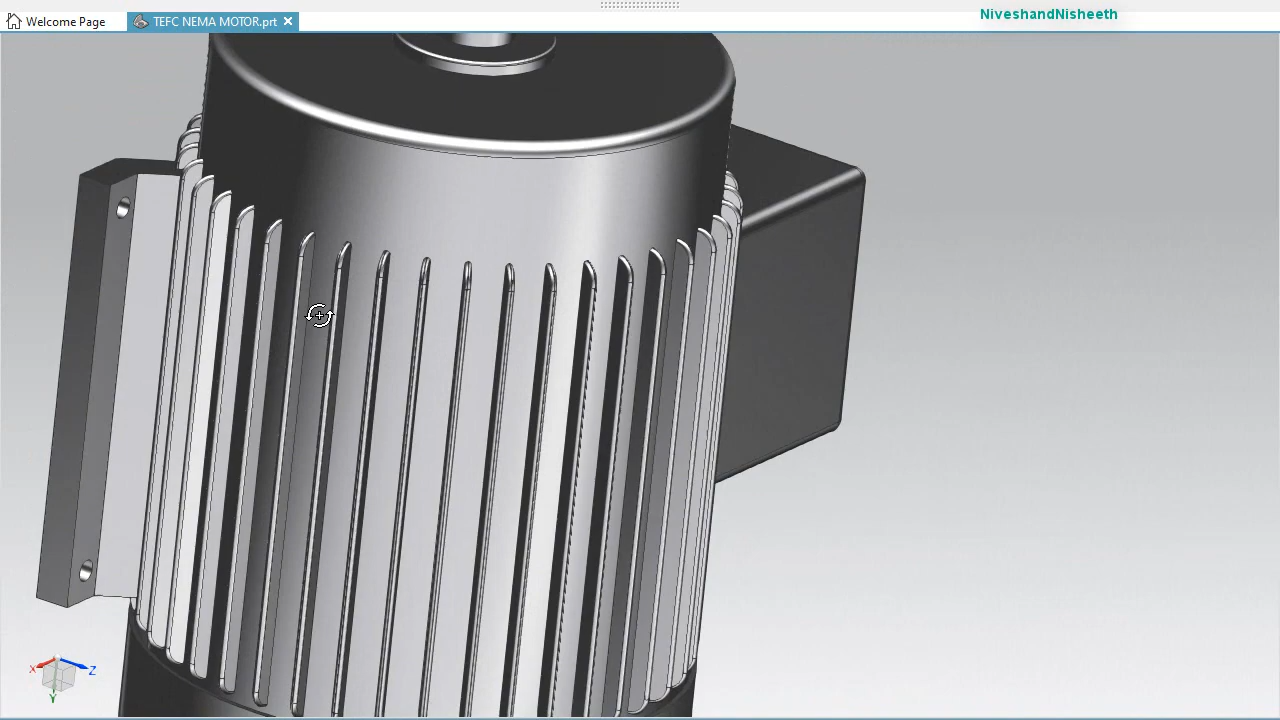 NiveshandNisheeth
Welcome Page
TEFC NEMA MOTOR.prt
X
Z
Y